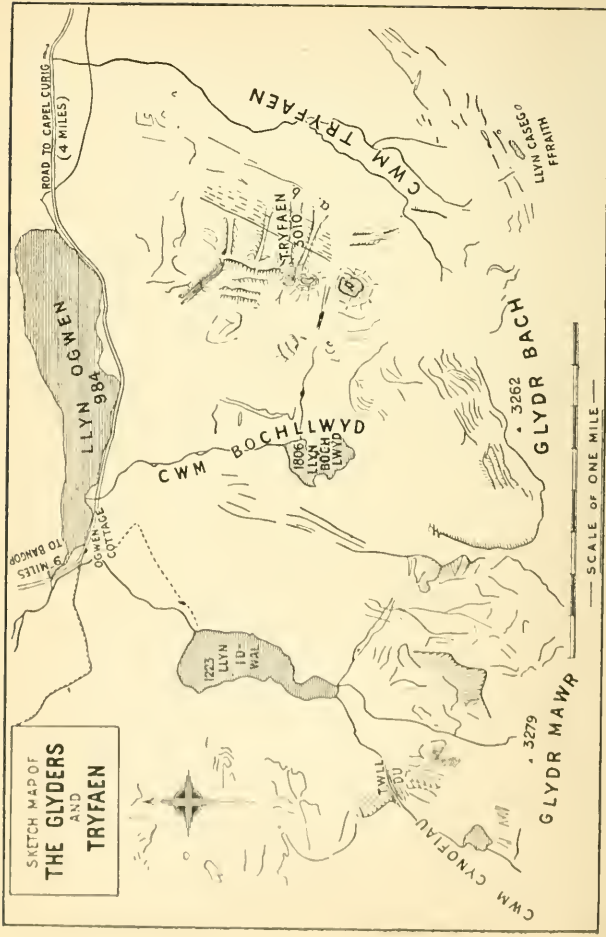 SKETCH MAP OF
THE GLYDERS
AND
TRYFAEN
9 MILES
TO BANGOR
OGWEN
COTTAGE
LLYN OGWEN
984
ROAD TO CAPEL CURIG
(4 MILES)
CWM TRYFAEN
TRYFAEN
3010
LLYN CASEG
FFRAITH
CWM BOCHLLWYD
1806
LLYN
BOCH
LWYD
1223
LLYN
ID-
WAL
TWLL
DU
CWM CYNOFIAU
3279
GLYDR MAWR
3262
GLYDR BACH
SCALE OF ONE MILE